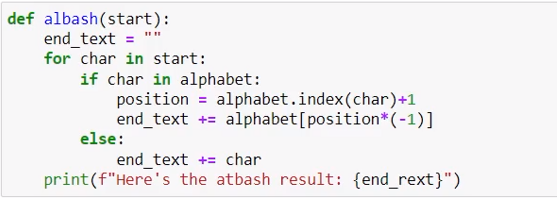 def albash(start):
    end_text = ""
    for char in start:
        if char in alphabet:
            position = alphabet.index(char)+1
            end_text += alphabet[position*(-1)]
        else:
            end_text += char
    print(f"Here's the atbash result: {end_rext}")